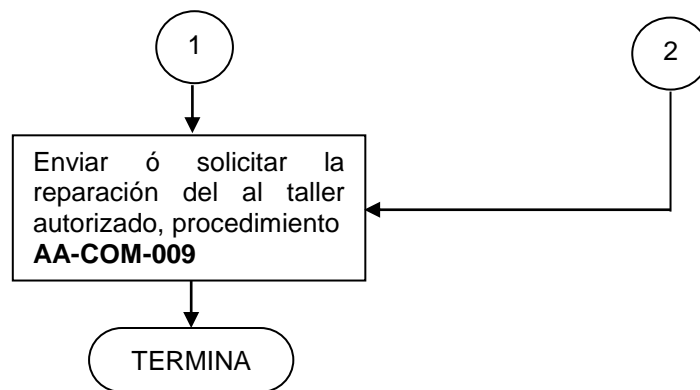 1
2
Enviar ó solicitar la
reparación del al taller
autorizado, procedimiento
AA-COM-009
TERMINA